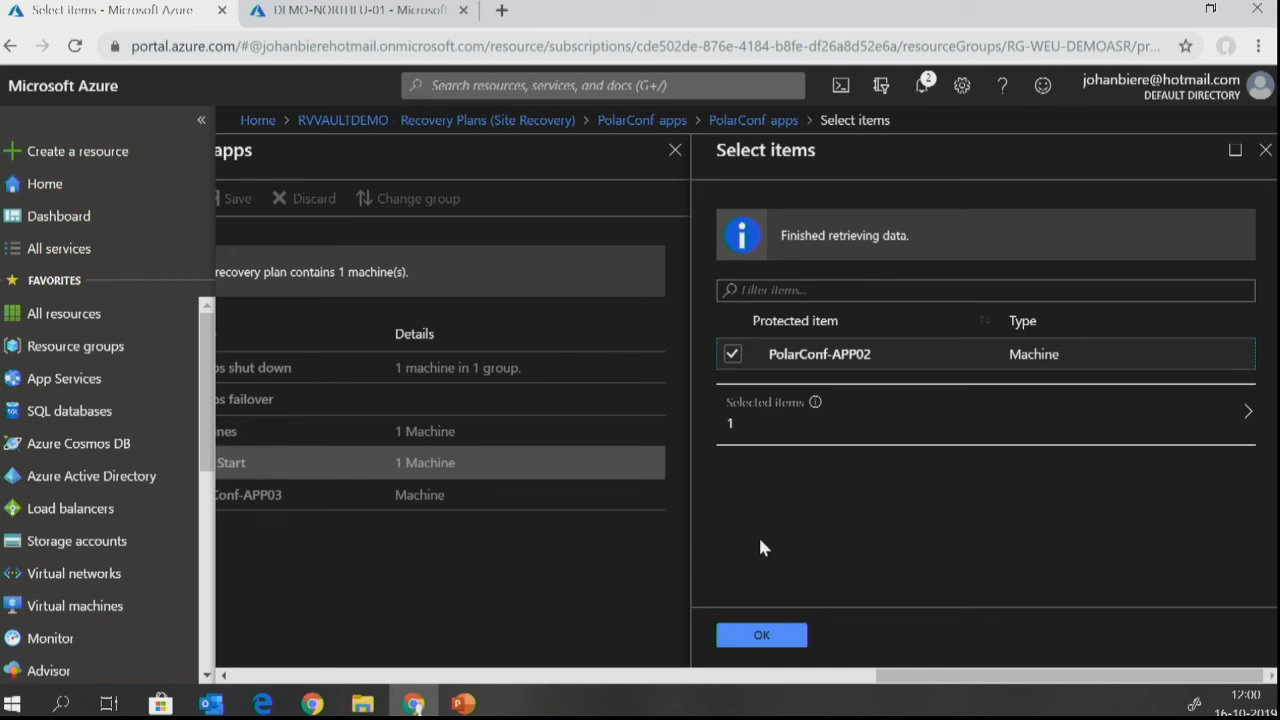 Select items - Microsoft Azure
DEMO-NORTHEU-01 - Microsoft
portal.azure.com/#@johanbierehotmail.onmicrosoft.com/resource/subscriptions/cde502de-876e-4184-b8fe-df26a8d52e6a/resourceGroups/RG-WEU-DEMOASR/pr...
Microsoft Azure
Search resources, services, and docs (G+/)
2
johanbiere@hotmail.com
DEFAULT DIRECTORY
Home
RVVAULTDEMO Recovery Plans (Site Recovery)
PolarConf apps
PolarConf apps
Select items
Create a resource
Home
Dashboard
All services
FAVORITES
All resources
Resource groups
App Services
SQL databases
Azure Cosmos DB
Azure Active Directory
Load balancers
Storage accounts
Virtual networks
Virtual machines
Monitor
Advisor
apps
Save
Discard
Change group
recovery plan contains 1 machine(s).
Details
ps shut down
1 machine in 1 group.
ps failover
nes
1 Machine
Start
1 Machine
Conf-APP03
Machine
Select items
Finished retrieving data.
Filter items...
Protected item
Type
PolarConf-APP02
Machine
Selected items
1
OK
12:00
16-10-2019